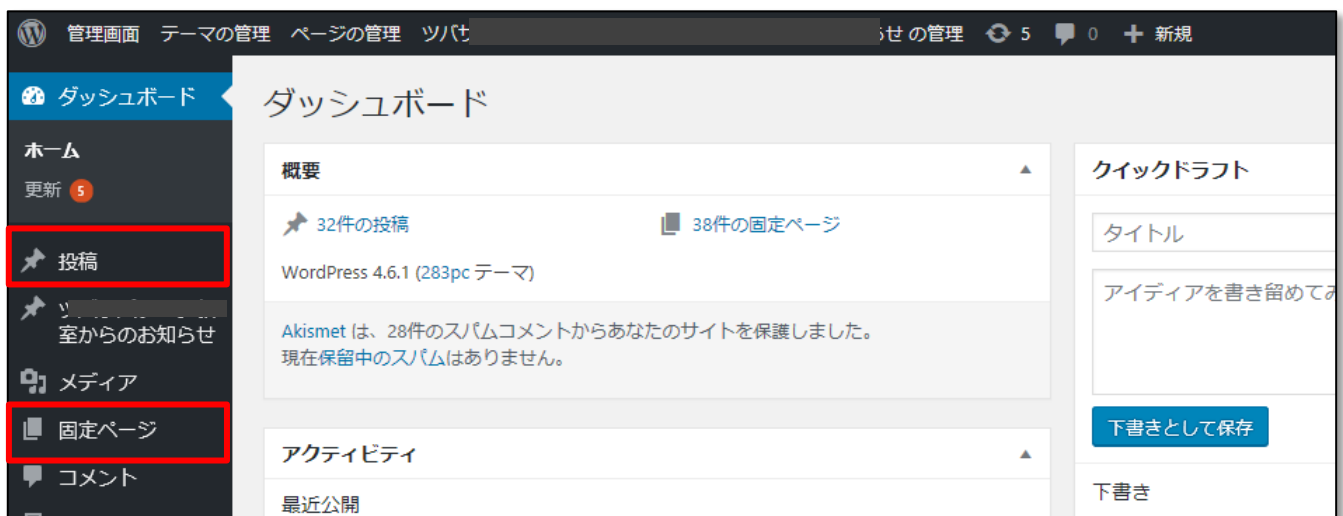 管理画面 テーマの管理 ページの管理 ツバサ せ の管理 5 0 新規
ダッシュボード
ホーム
更新 5
投稿
室からのお知らせ
メディア
固定ページ
コメント
ダッシュボード
概要
32件の投稿 38件の固定ページ
WordPress 4.6.1 (283pc テーマ)
Akismet は、28件のスパムコメントからあなたのサイトを保護しました。
現在保留中のスパムはありません。
アクティビティ
最近公開
クイックドラフト
タイトル
アイディアを書き留めてみ
下書きとして保存
下書き